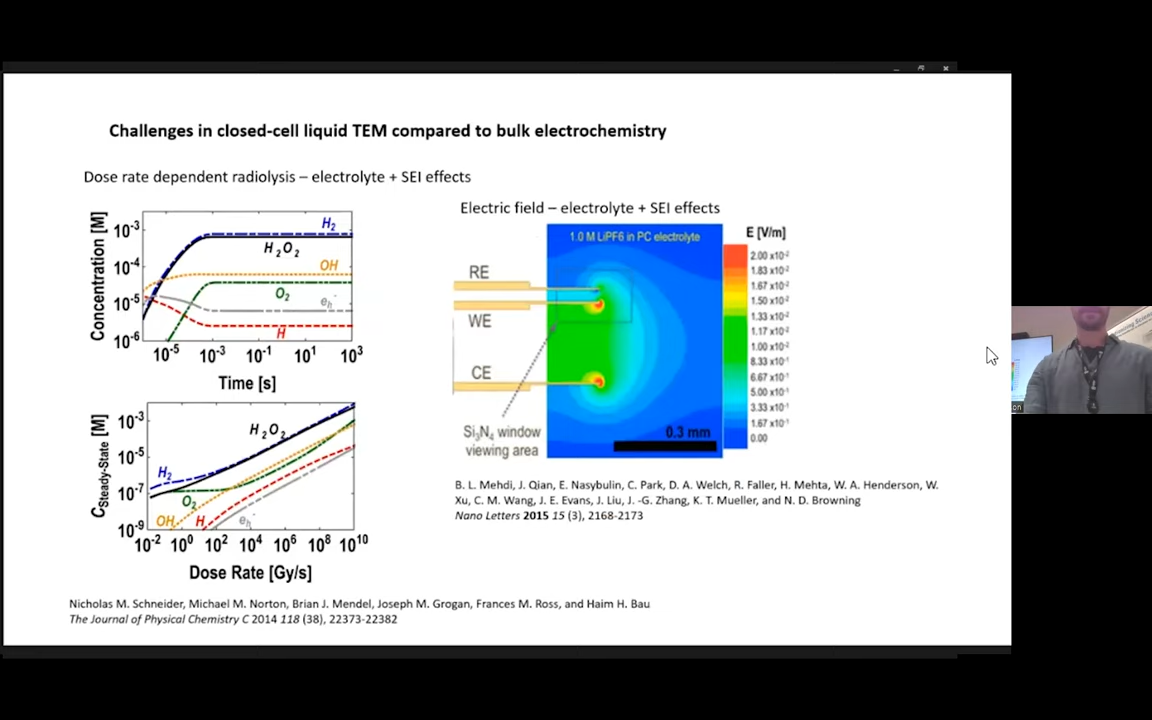 Challenges in closed-cell liquid TEM compared to bulk electrochemistry
Dose rate dependent radiolysis – electrolyte + SEI effects
Concentration [M]
10⁻³
10⁻⁴
10⁻⁵
10⁻⁶
H₂
H₂O₂
OH
O₂
eₕ⁻
H
10⁻⁵ 10⁻³ 10⁻¹ 10¹ 10³
Time [s]
C Steady-State [M]
10⁻³
10⁻⁵
10⁻⁷
10⁻⁹
H₂O₂
H₂
O₂
OH
H
eₕ⁻
10⁻² 10⁰ 10² 10⁴ 10⁶ 10⁸ 10¹⁰
Dose Rate [Gy/s]
Nicholas M. Schneider, Michael M. Norton, Brian J. Mendel, Joseph M. Grogan, Frances M. Ross, and Haim H. Bau
The Journal of Physical Chemistry C 2014 118 (38), 22373-22382
Electric field – electrolyte + SEI effects
1.0 M LiPF6 in PC electrolyte
RE
WE
CE
Si₃N₄ window
viewing area
0.3 mm
E [V/m]
2.00 x10⁻²
1.83 x10⁻²
1.67 x10⁻²
1.50 x10⁻²
1.33 x10⁻²
1.17 x10⁻²
1.00 x10⁻²
8.33 x10⁻¹
6.67 x10⁻¹
5.00 x10⁻¹
3.33 x10⁻¹
1.67 x10⁻¹
0.00
B. L. Mehdi, J. Qian, E. Nasybulin, C. Park, D. A. Welch, R. Faller, H. Mehta, W. A. Henderson, W.
Xu, C. M. Wang, J. E. Evans, J. Liu, J. -G. Zhang, K. T. Mueller, and N. D. Browning
Nano Letters 2015 15 (3), 2168-2173